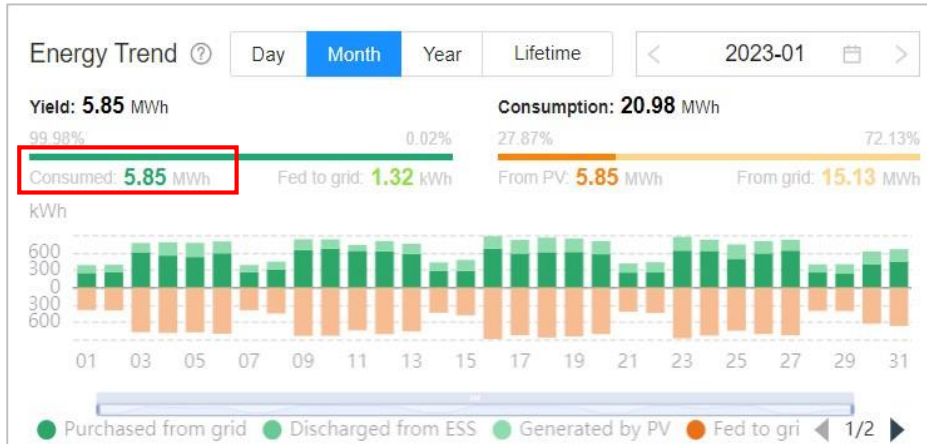 Energy Trend ? Day Month Year Lifetime < 2023-01 >
Yield: 5.85 MWh Consumption: 20.98 MWh
99.98% 0.02% 27.87% 72.13%
Consumed: 5.85 MWh Fed to grid: 1.32 kWh From PV: 5.85 MWh From grid: 15.13 MWh
kWh
600
300
0
300
600
01 03 05 07 09 11 13 15 17 19 21 23 25 27 29 31
Purchased from grid Discharged from ESS Generated by PV Fed to gri 1/2